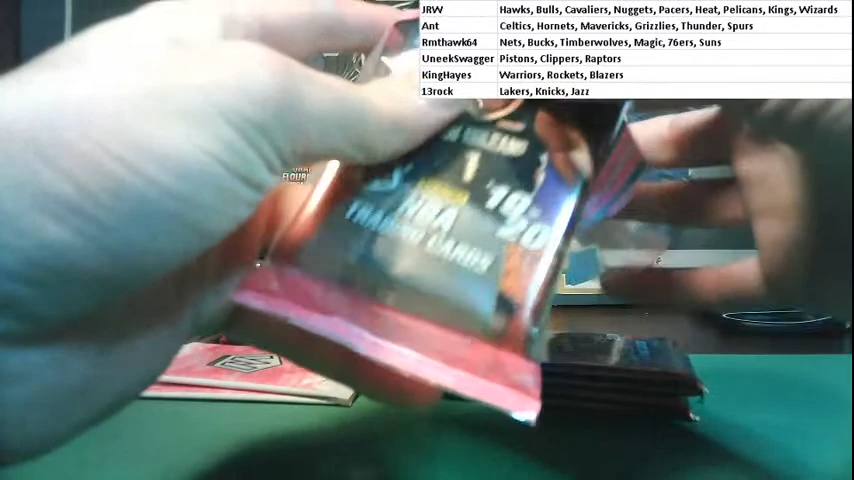 JRW Hawks, Bulls, Cavaliers, Nuggets, Pacers, Heat, Pelicans, Kings, Wizards
Ant Celtics, Hornets, Mavericks, Grizzlies, Thunder, Spurs
Rmthawk64 Nets, Bucks, Timberwolves, Magic, 76ers, Suns
UneekSwagger Pistons, Clippers, Raptors
KingHayes Warriors, Rockets, Blazers
13rock Lakers, Knicks, Jazz
1
19-
20
NBA
TRADING CARDS